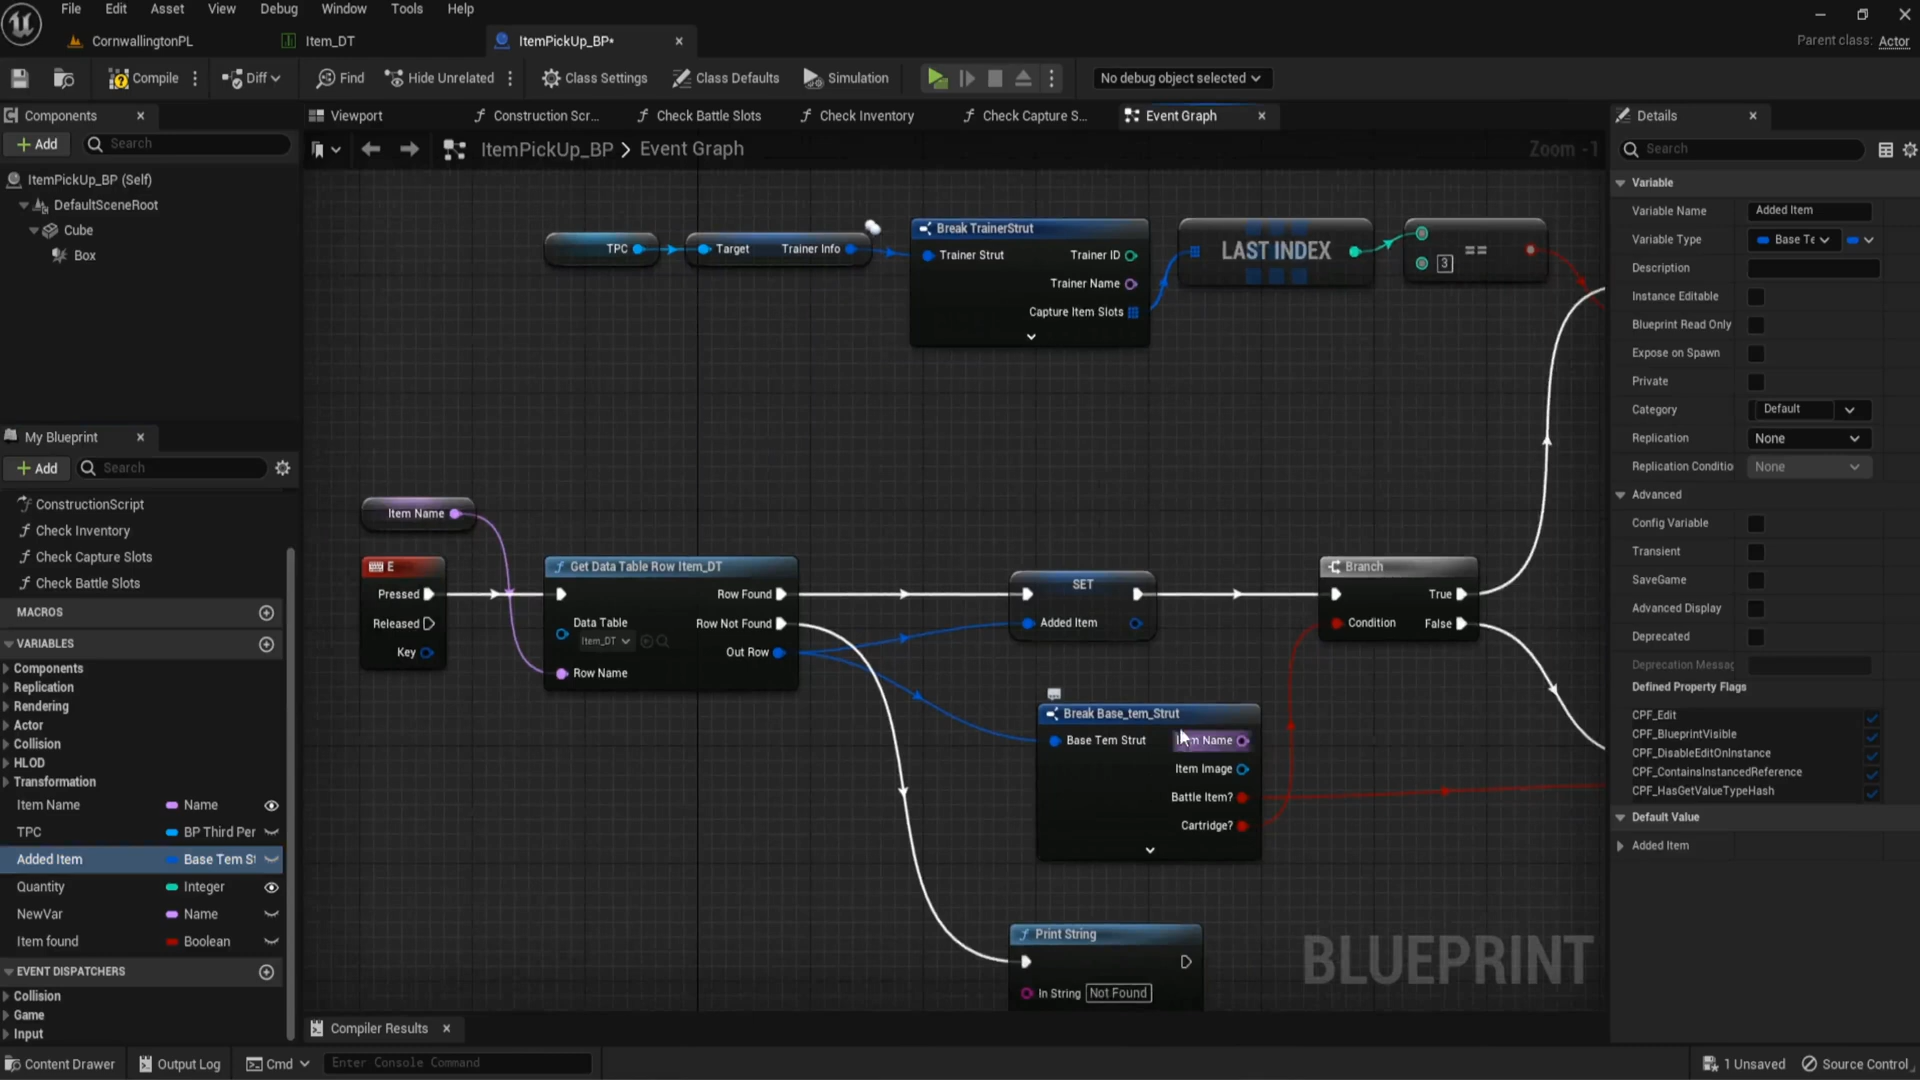 File Edit Asset View Debug Window Tools Help
CornwallingtonPL Item_DT ItemPickUp_BP*
Parent class: Actor
Compile Diff Find Hide Unrelated Class Settings Class Defaults Simulation No debug object selected
Components
Add Search
ItemPickUp_BP (Self)
DefaultSceneRoot
Cube
Box
My Blueprint
Add Search
ConstructionScript
Check Inventory
Check Capture Slots
Check Battle Slots
MACROS
VARIABLES
Components
Replication
Rendering
Actor
Collision
HLOD
Transformation
Item Name Name
TPC BP Third Per
Added Item Base Tem St
Quantity Integer
NewVar Name
Item found Boolean
EVENT DISPATCHERS
Collision
Game
Input
Viewport Construction Scr... Check Battle Slots Check Inventory Check Capture S... Event Graph
ItemPickUp_BP > Event Graph
Zoom -1
TPC
Target Trainer Info
Break TrainerStrut
Trainer Strut Trainer ID
Trainer Name
Capture Item Slots
LAST INDEX
==
3
Item Name
E
Pressed
Released
Key
Get Data Table Row Item_DT
Row Found
Data Table Row Not Found
Item_DT
Out Row
Row Name
SET
Added Item
Branch
True
Condition False
Break Base_tem_Strut
Base Tem Strut Item Name
Item Image
Battle Item?
Cartridge?
Print String
In String Not Found
BLUEPRINT
Details
Search
Variable
Variable Name Added Item
Variable Type Base Te
Description
Instance Editable
Blueprint Read Only
Expose on Spawn
Private
Category Default
Replication None
Replication Conditio None
Advanced
Config Variable
Transient
SaveGame
Advanced Display
Deprecated
Deprecation Messag
Defined Property Flags
CPF_Edit
CPF_BlueprintVisible
CPF_DisableEditOnInstance
CPF_ContainsInstancedReference
CPF_HasGetValueTypeHash
Default Value
Added Item
Compiler Results
Content Drawer Output Log Cmd Enter Console Command 1 Unsaved Source Control